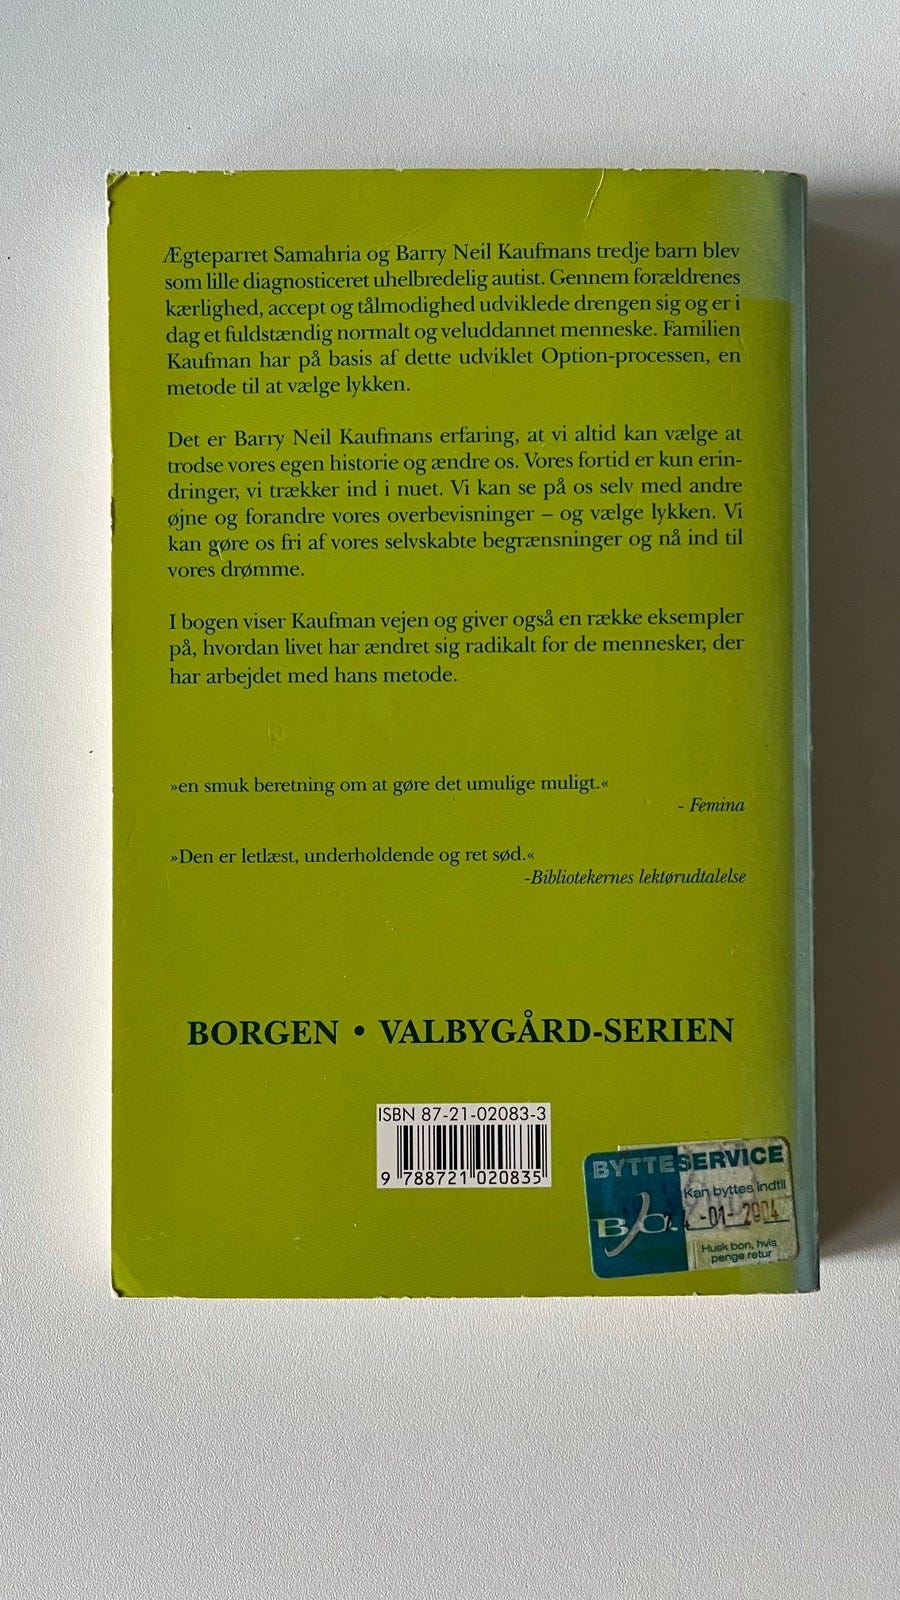 Ægteparret Samahria og Barry Neil Kaufmans tredje barn blev
som lille diagnosticeret uhelbredelig autist. Gennem forældrenes
kærlighed, accept og tålmodighed udviklede drengen sig og er i
dag et fuldstændig normalt og veluddannet menneske. Familien
Kaufman har på basis af dette udviklet Option-processen, en
metode til at vælge lykken.
Det er Barry Neil Kaufmans erfaring, at vi altid kan vælge at
trodse vores egen historie og ændre os. Vores fortid er kun erin-
dringer, vi trækker ind i nuet. Vi kan se på os selv med andre
øjne og forandre vores overbevisninger – og vælge lykken. Vi
kan gøre os fri af vores selvskabte begrænsninger og nå ind til
vores drømme.
I bogen viser Kaufman vejen og giver også en række eksempler
på, hvordan livet har ændret sig radikalt for de mennesker, der
har arbejdet med hans metode.
»en smuk beretning om at gøre det umulige muligt.«
- Femina
»Den er letlæst, underholdende og ret sød.«
-Bibliotekernes lektørudtalelse
BORGEN • VALBYGÅRD-SERIEN
ISBN 87-21-02083-3
9 788721 020835
BYTTESERVICE
Kan byttes indtil
-01-
Husk bon, hvis
penge retur